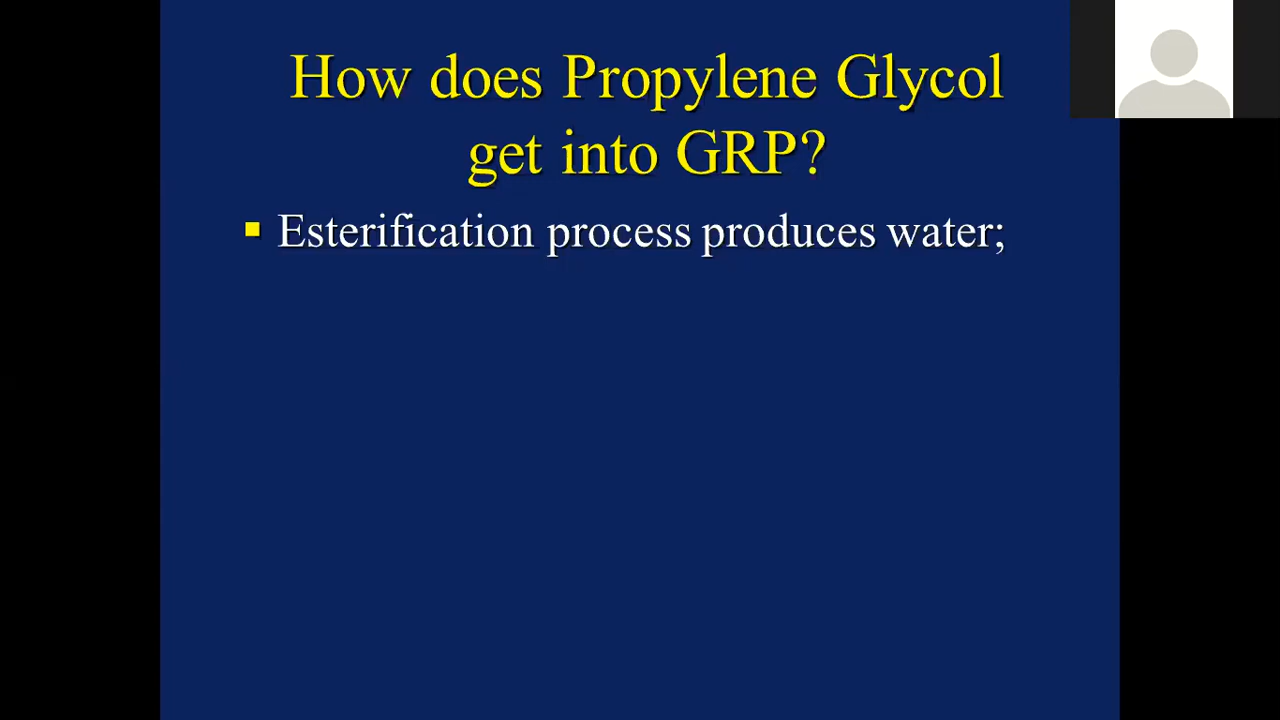 How does Propylene Glycol
get into GRP?
Esterification process produces water;